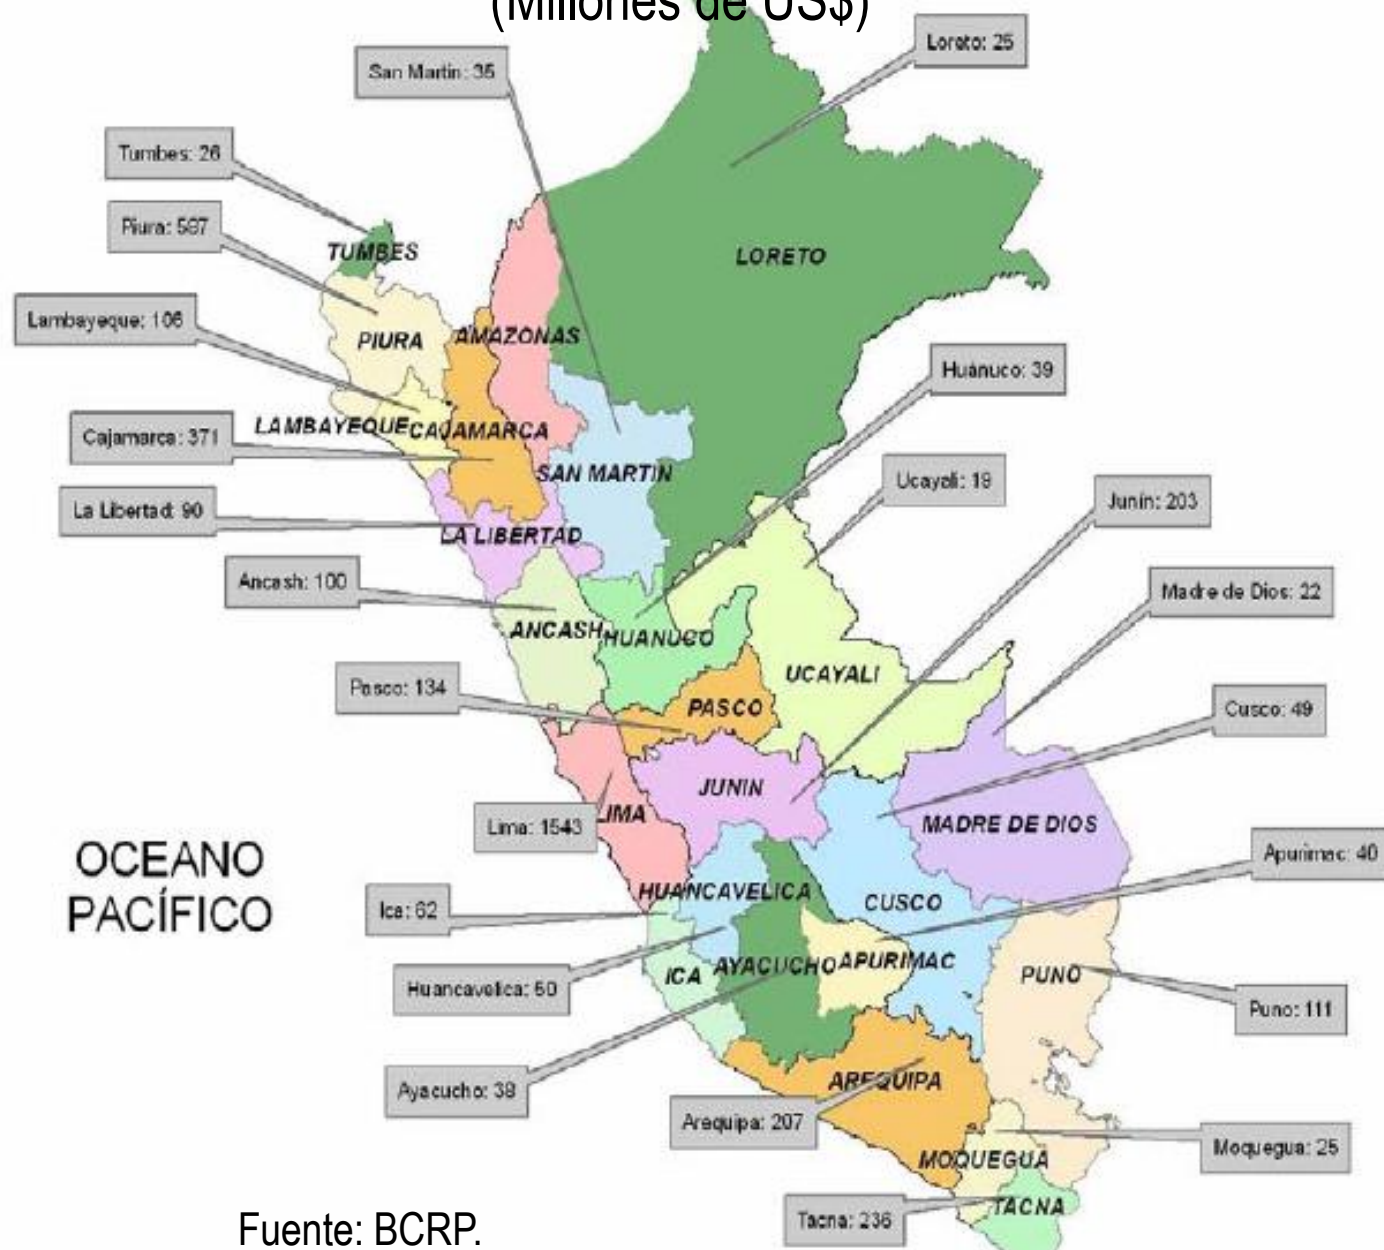 (Millones de US$)
Loreto: 25
San Martin: 35
Tumbes: 26
Piura: 587
TUMBES
LORETO
Lambayeque: 106
PIURA
AMAZONAS
Huánuco: 39
Cajamarca: 371
LAMBAYEQUE
CAJAMARCA
SAN MARTIN
Ucayali: 19
Junín: 203
La Libertad: 90
LA LIBERTAD
Ancash: 100
Madre de Dios: 22
ANCASH
HUANUCO
UCAYALI
Pasco: 134
PASCO
Cusco: 49
JUNIN
Lima: 1543
LIMA
MADRE DE DIOS
OCEANO
PACÍFICO
Apurimac: 40
HUANCAVELICA
CUSCO
Ica: 62
AYACUCHO
APURIMAC
ICA
PUNO
Huancavelica: 50
Puno: 111
Ayacucho: 38
AREQUIPA
Arequipa: 207
Moquegua: 25
MOQUEGUA
TACNA
Tacna: 236
Fuente: BCRP.